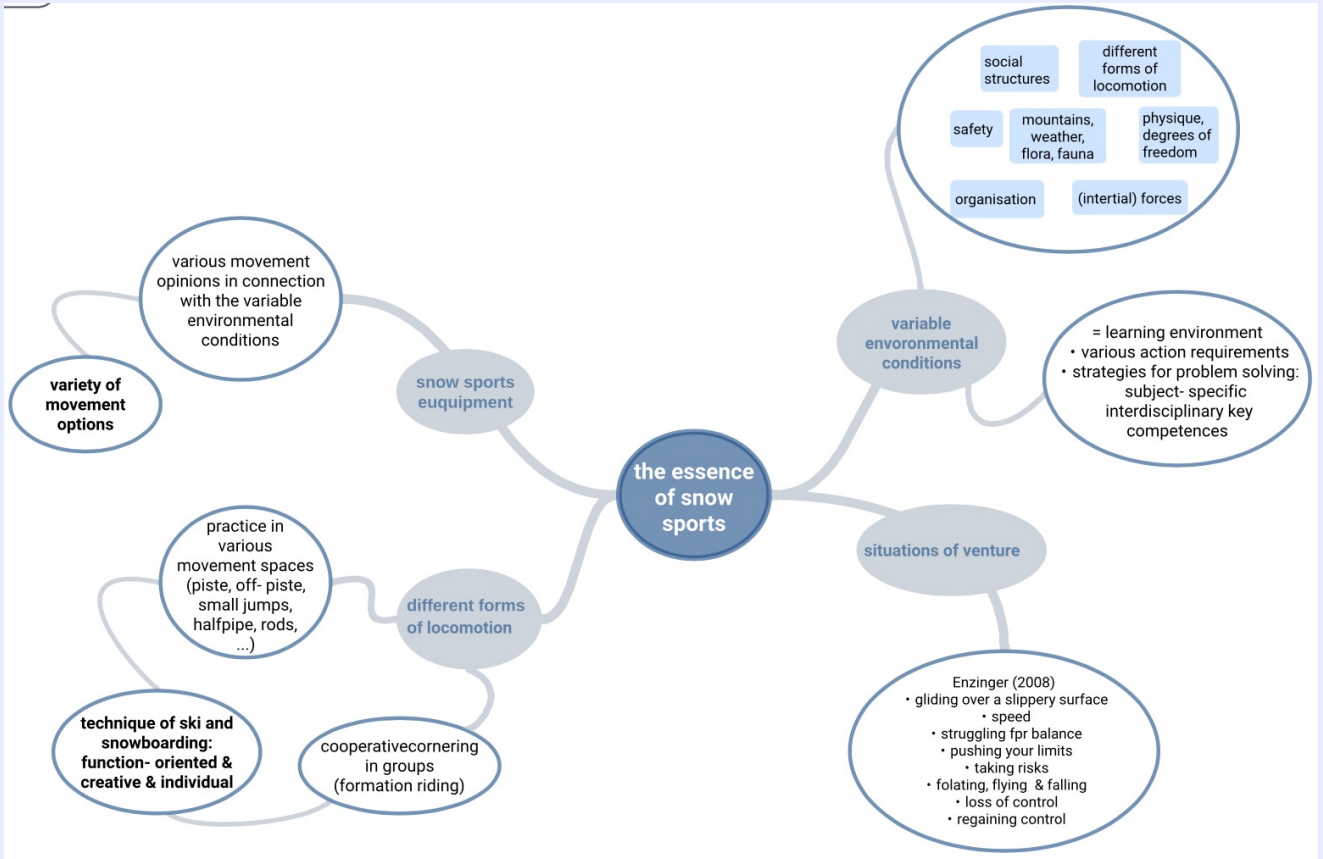 social
structures
different
forms of
locomotion
safety
mountains,
weather,
flora, fauna
physique,
degrees of
freedom
organisation
(intertial) forces
various movement
opinions in connection
with the variable
environmental
conditions
variety of
movement
options
snow sports
euquipment
variable
envoronmental
conditions
= learning environment
• various action requirements
• strategies for problem solving:
subject- specific
interdisciplinary key
competences
the essence
of snow
sports
practice in
various
movement spaces
(piste, off- piste,
small jumps,
halfpipe, rods,
...)
different forms
of locomotion
situations of venture
technique of ski and
snowboarding:
function- oriented &
creative & individual
cooperativecornering
in groups
(formation riding)
Enzinger (2008)
• gliding over a slippery surface
• speed
• struggling fpr balance
• pushing your limits
• taking risks
• folating, flying & falling
• loss of control
• regaining control